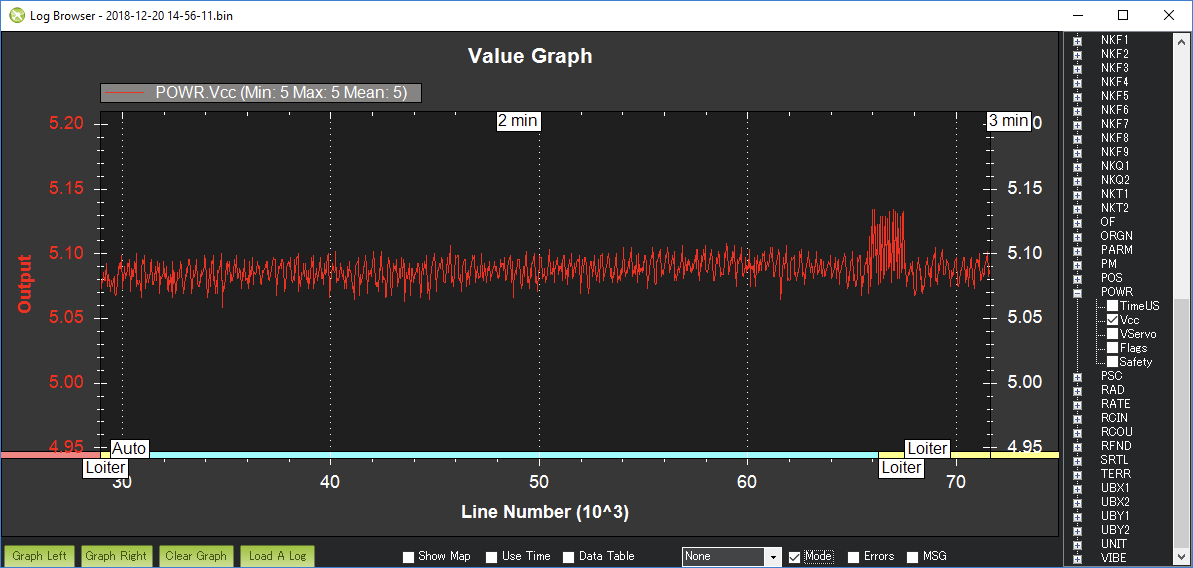 Log Browser - 2018-12-20 14-56-11.bin
Value Graph
POWR.Vcc (Min: 5 Max: 5 Mean: 5)
2 min
3 min
0
5.20
5.15
5.10
5.05
5.00
4.95
Output
5.15
5.10
5.05
5.00
4.95
Auto
Loiter
Loiter
Loiter
30
40
50
60
70
Line Number (10^3)
NKF1
NKF2
NKF3
NKF4
NKF5
NKF6
NKF7
NKF8
NKF9
NKQ1
NKQ2
NKT1
NKT2
OF
ORGN
PARM
PM
POS
POWR
TimeUS
Vcc
VServo
Flags
Safety
PSC
RAD
RATE
RCIN
RCOU
RFND
SRTL
TERR
UBX1
UBX2
UBY1
UBY2
UNIT
VIBE
Graph Left
Graph Right
Clear Graph
Load A Log
Show Map
Use Time
Data Table
None
Mode
Errors
MSG